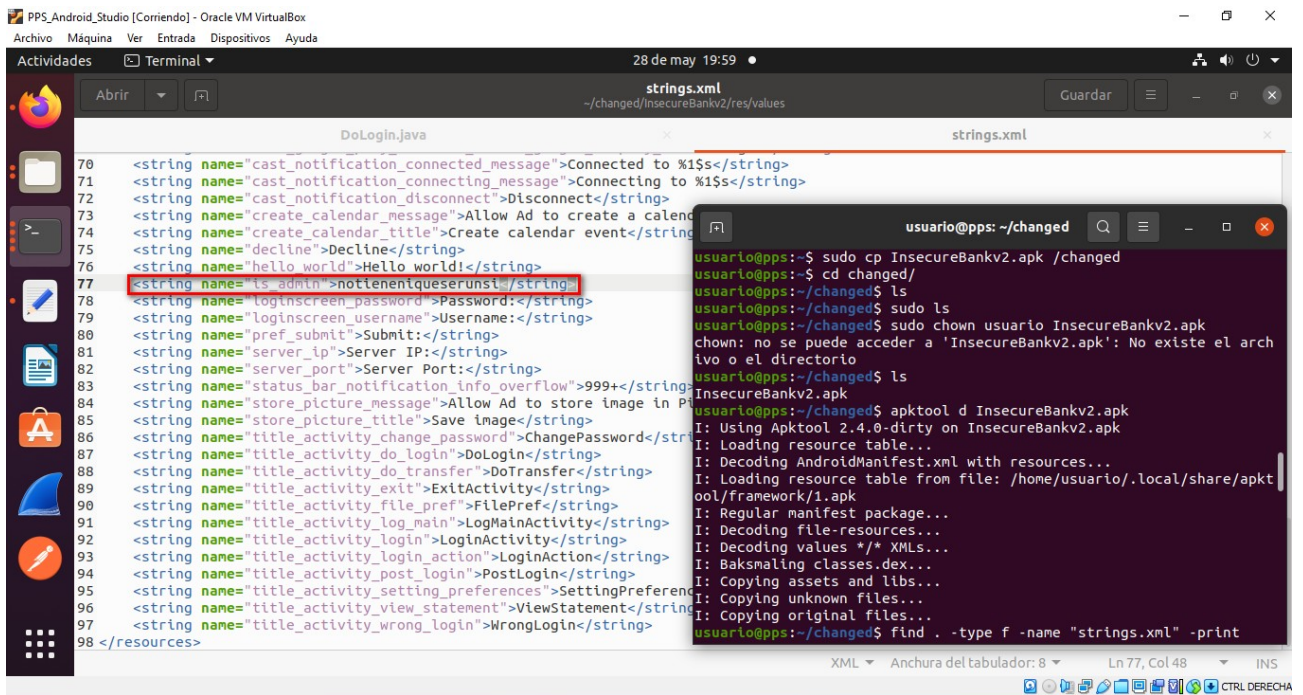 PPS_Android_Studio [Corriendo] - Oracle VM VirtualBox
Archivo Máquina Ver Entrada Dispositivos Ayuda
Actividades Terminal 28 de may 19:59
Abrir strings.xml Guardar
~/changed/InsecureBankv2/res/values
DoLogin.java strings.xml
70 <string name="cast_notification_connected_message">Connected to %1$s</string>
71 <string name="cast_notification_connecting_message">Connecting to %1$s</string>
72 <string name="cast_notification_disconnect">Disconnect</string>
73 <string name="create_calendar_message">Allow Ad to create a calend
74 <string name="create_calendar_title">Create calendar event</string
75 <string name="decline">Decline</string>
76 <string name="hello_world">Hello world!</string>
77 <string name="is_admin">notieneniqueserunsi</string>
78 <string name="loginscreen_password">Password:</string>
79 <string name="loginscreen_username">Username:</string>
80 <string name="pref_submit">Submit:</string>
81 <string name="server_ip">Server IP:</string>
82 <string name="server_port">Server Port:</string>
83 <string name="status_bar_notification_info_overflow">999+</string>
84 <string name="store_picture_message">Allow Ad to store image in Pi
85 <string name="store_picture_title">Save image</string>
86 <string name="title_activity_change_password">ChangePassword</stri
87 <string name="title_activity_do_login">DoLogin</string>
88 <string name="title_activity_do_transfer">DoTransfer</string>
89 <string name="title_activity_exit">ExitActivity</string>
90 <string name="title_activity_file_pref">FilePref</string>
91 <string name="title_activity_log_main">LogMainActivity</string>
92 <string name="title_activity_login">LoginActivity</string>
93 <string name="title_activity_login_action">LoginAction</string>
94 <string name="title_activity_post_login">PostLogin</string>
95 <string name="title_activity_setting_preferences">SettingPreferenc
96 <string name="title_activity_view_statement">ViewStatement</string
97 <string name="title_activity_wrong_login">WrongLogin</string>
98 </resources>
usuario@pps: ~/changed
usuario@pps:~$ sudo cp InsecureBankv2.apk /changed
usuario@pps:~$ cd changed/
usuario@pps:~/changed$ ls
usuario@pps:~/changed$ sudo ls
usuario@pps:~/changed$ sudo chown usuario InsecureBankv2.apk
chown: no se puede acceder a 'InsecureBankv2.apk': No existe el arch
ivo o el directorio
usuario@pps:~/changed$ ls
InsecureBankv2.apk
usuario@pps:~/changed$ apktool d InsecureBankv2.apk
I: Using Apktool 2.4.0-dirty on InsecureBankv2.apk
I: Loading resource table...
I: Decoding AndroidManifest.xml with resources...
I: Loading resource table from file: /home/usuario/.local/share/apkt
ool/framework/1.apk
I: Regular manifest package...
I: Decoding file-resources...
I: Decoding values */* XMLs...
I: Baksmaling classes.dex...
I: Copying assets and libs...
I: Copying unknown files...
I: Copying original files...
usuario@pps:~/changed$ find . -type f -name "strings.xml" -print
XML Anchura del tabulador: 8 Ln 77, Col 48 INS
CTRL DERECHA